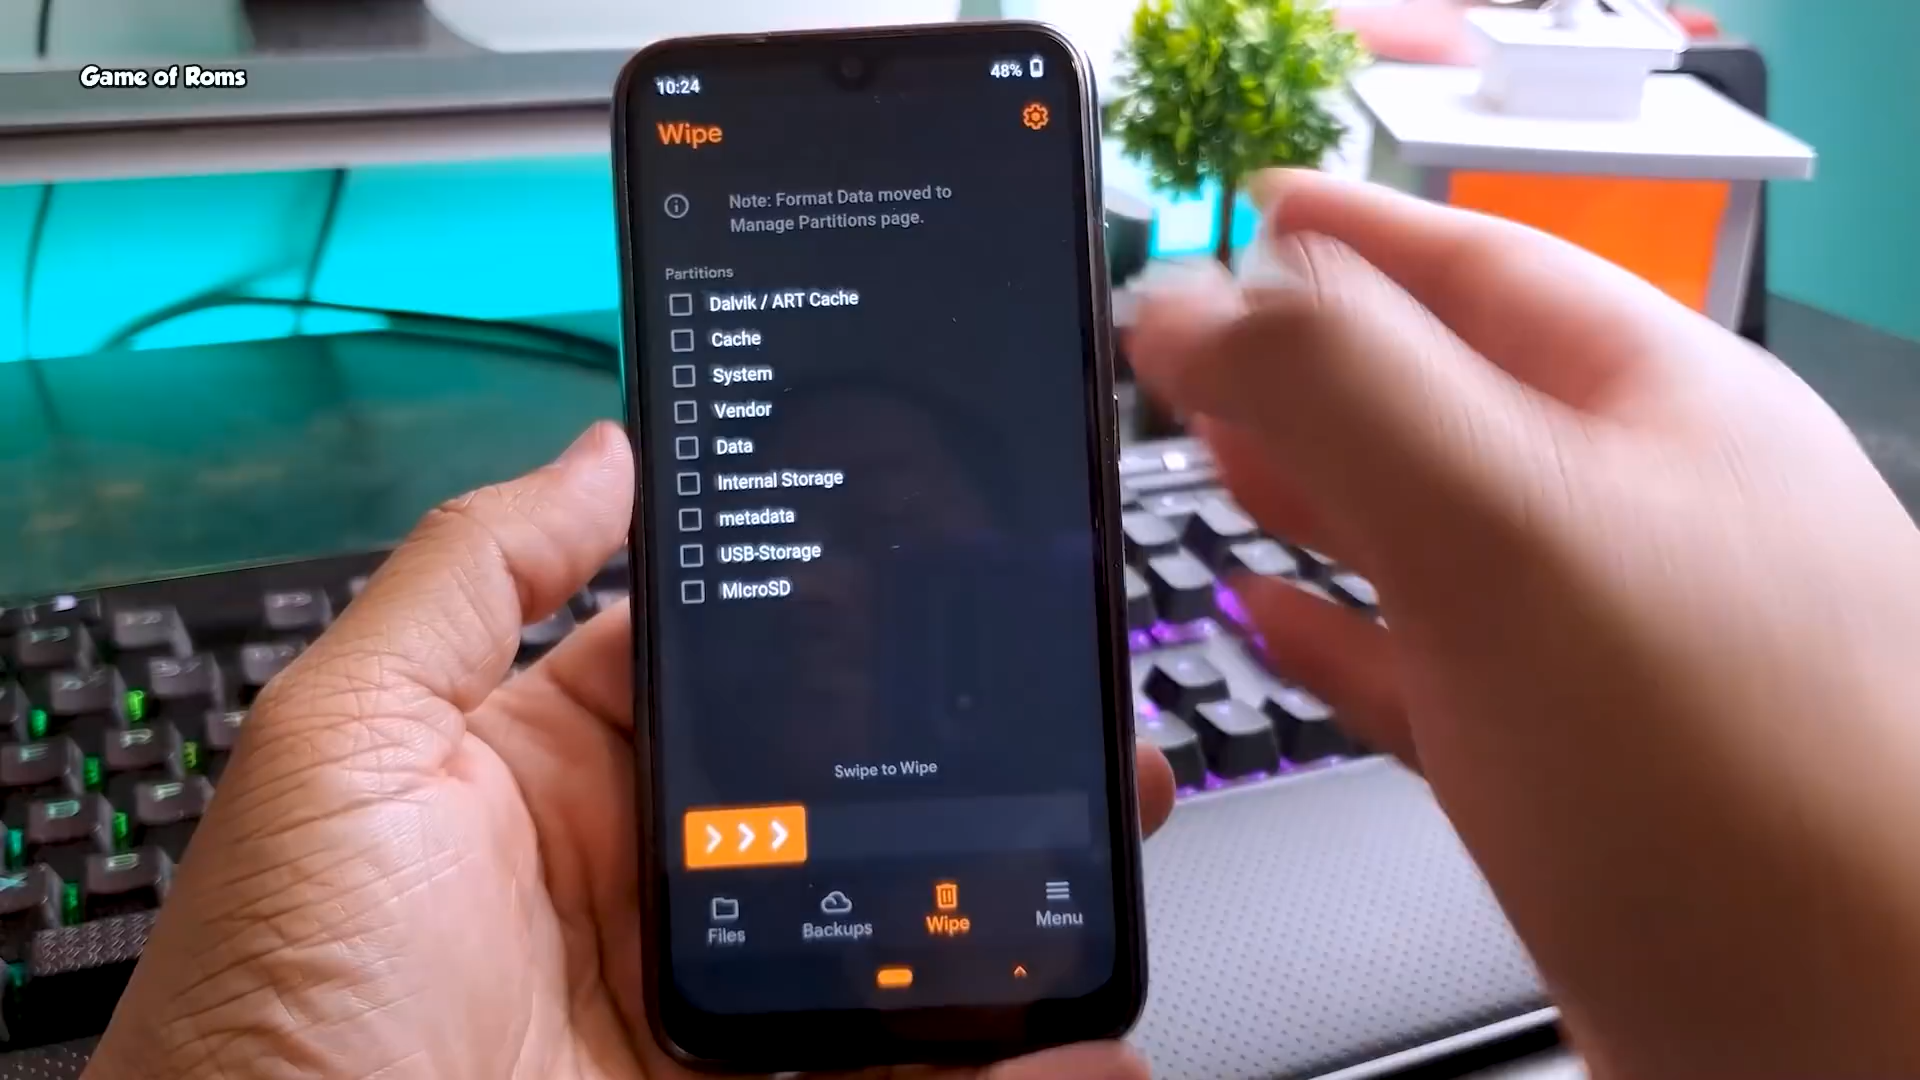 Game of Roms
10:24
48%
Wipe
Note: Format Data moved to
Manage Partitions page.
Partitions
Dalvik / ART Cache
Cache
System
Vendor
Data
Internal Storage
metadata
USB-Storage
MicroSD
Swipe to Wipe
Files
Backups
Wipe
Menu